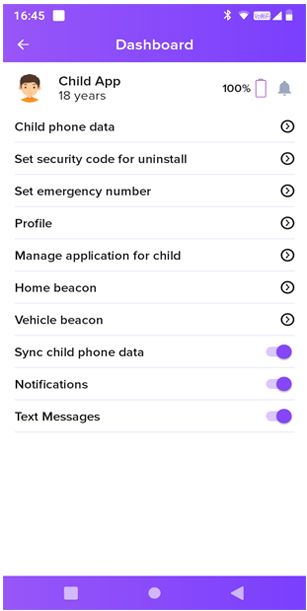 16:45
Dashboard
Child App
18 years
100%
Child phone data
Set security code for uninstall
Set emergency number
Profile
Manage application for child
Home beacon
Vehicle beacon
Sync child phone data
Notifications
Text Messages